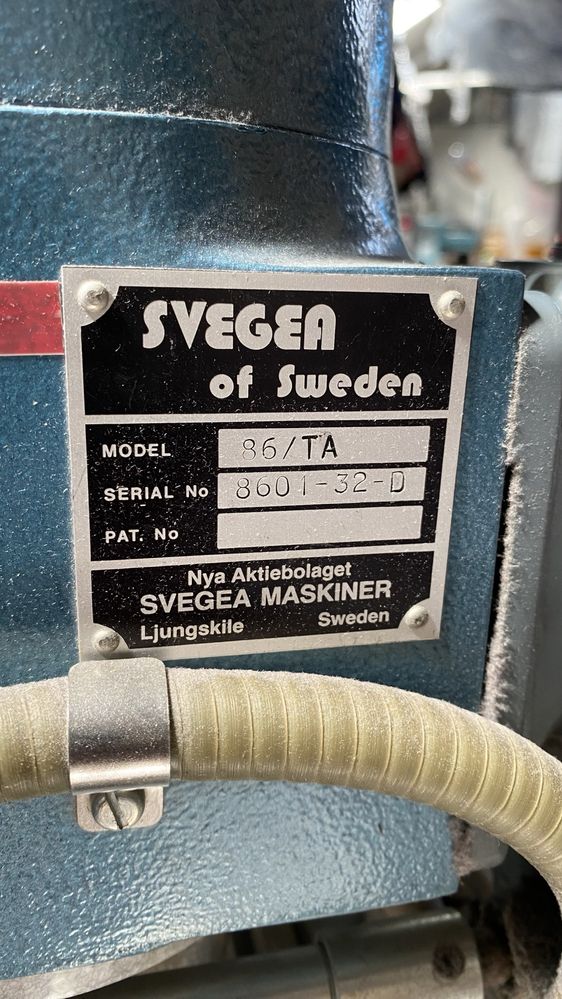 SVEGEA
of Sweden
MODEL 86/TA
SERIAL No 8601-32-D
PAT. No
Nya Aktiebolaget
SVEGEA MASKINER
Ljungskile Sweden